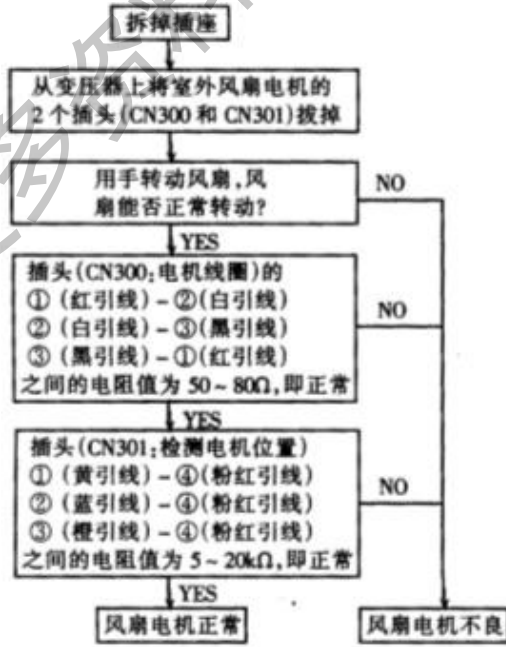 拆掉插座
从变压器上将室外风扇电机的
2个插头(CN300和CN301)拔掉
用手转动风扇,风
扇能否正常转动?
NO
YES
插头(CN300;电机线圈)的
①(红引线)-②(白引线)
②(白引线)-③(黑引线)
③(黑引线)-①(红引线)
之间的电阻值为50~80Ω,即正常
NO
YES
插头(CN301;检测电机位置)
①(黄引线)-④(粉红引线)
②(蓝引线)-④(粉红引线)
③(橙引线)-④(粉红引线)
之间的电阻值为5~20kΩ,即正常
NO
YES
风扇电机正常
风扇电机不良